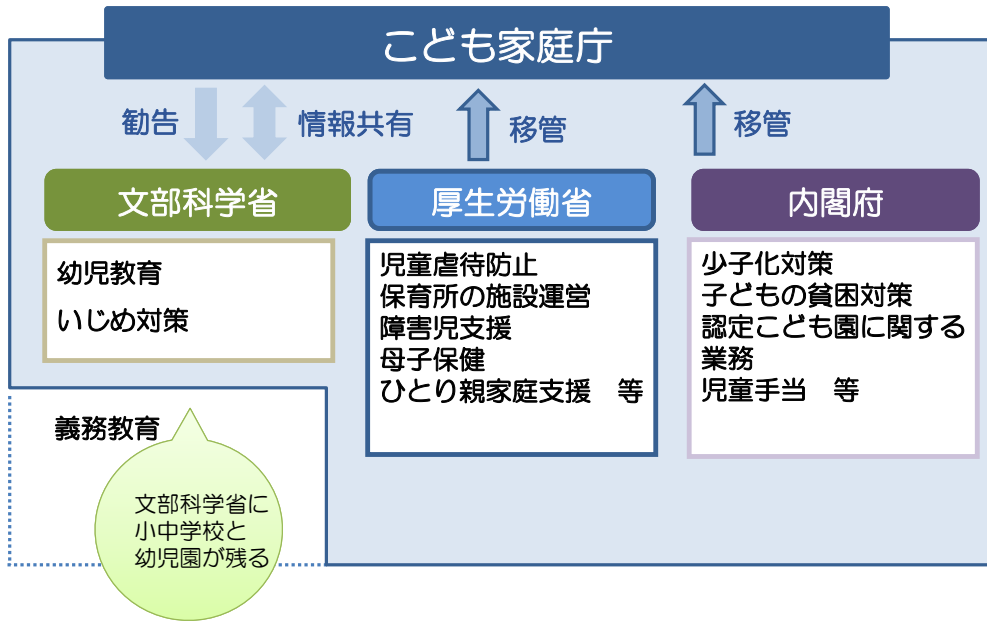 こども家庭庁
勧告
情報共有
移管
移管
文部科学省
幼児教育
いじめ対策
厚生労働省
児童虐待防止
保育所の施設運営
障害児支援
母子保健
ひとり親家庭支援　等
内閣府
少子化対策
子どもの貧困対策
認定こども園に関する
業務
児童手当　等
義務教育
文部科学省に
小中学校と
幼児園が残る